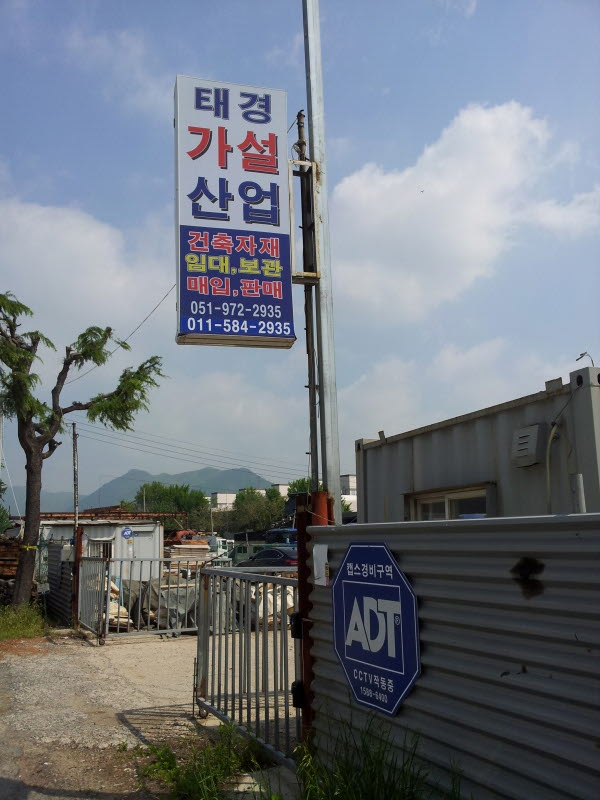 태경
가설
산업
건축자재
임대,보관
매입,판매
051-972-2935
011-584-2935
캡스경비구역
ADT®
CCTV작동중
1588-6400